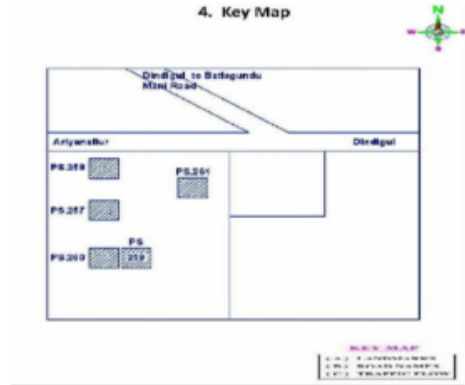 4. Key Map
N
W
E
S
Dindigul to Batlagundu
Main Road
Ariyanallur
Dindigul
PS.258
PS.261
PS.257
PS.260
PS
259
KEY MAP
(A) LANDMARKS
(B) ROAD NAMES
(C) TRAFFIC FLOW